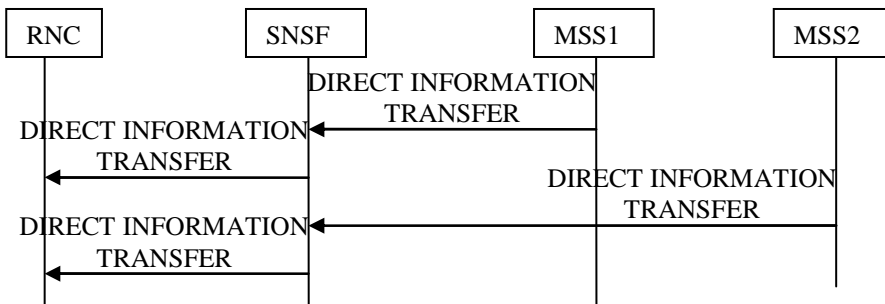 RNC
SNSF
MSS1
MSS2
DIRECT INFORMATION
TRANSFER
DIRECT INFORMATION
TRANSFER
DIRECT INFORMATION
TRANSFER
DIRECT INFORMATION
TRANSFER